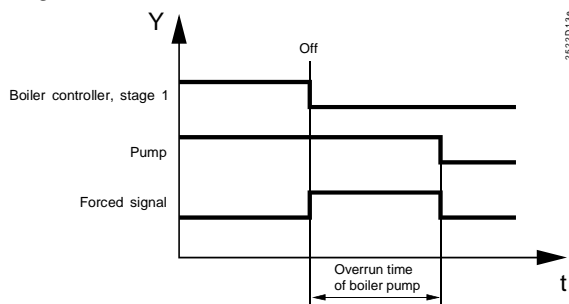 Y
Off
Boiler controller, stage 1
Pump
Forced signal
Overrun time
of boiler pump
t